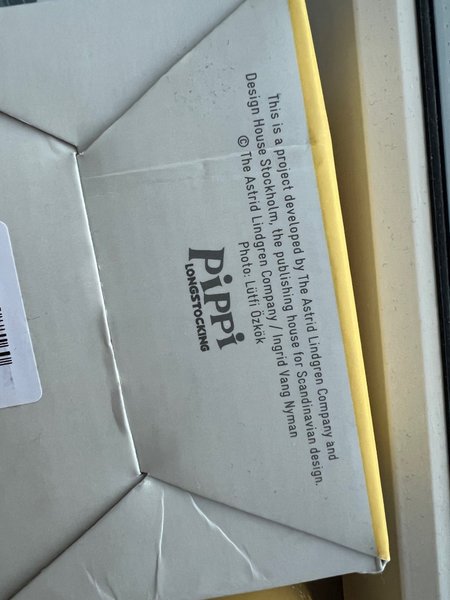 This is a project developed by The Astrid Lindgren Company and
Design House Stockholm, the publishing house for Scandinavian design.
© The Astrid Lindgren Company / Ingrid Vang Nyman
Photo: Lütfi Özkök
Pippi
LONGSTOCKING